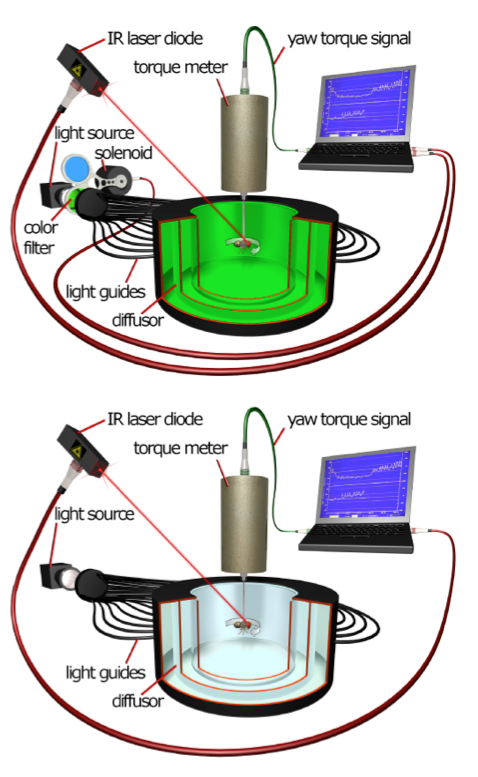 IR laser diode
yaw torque signal
torque meter
light source
solenoid
color
filter
light guides
diffusor
IR laser diode
yaw torque signal
torque meter
light source
light guides
diffusor